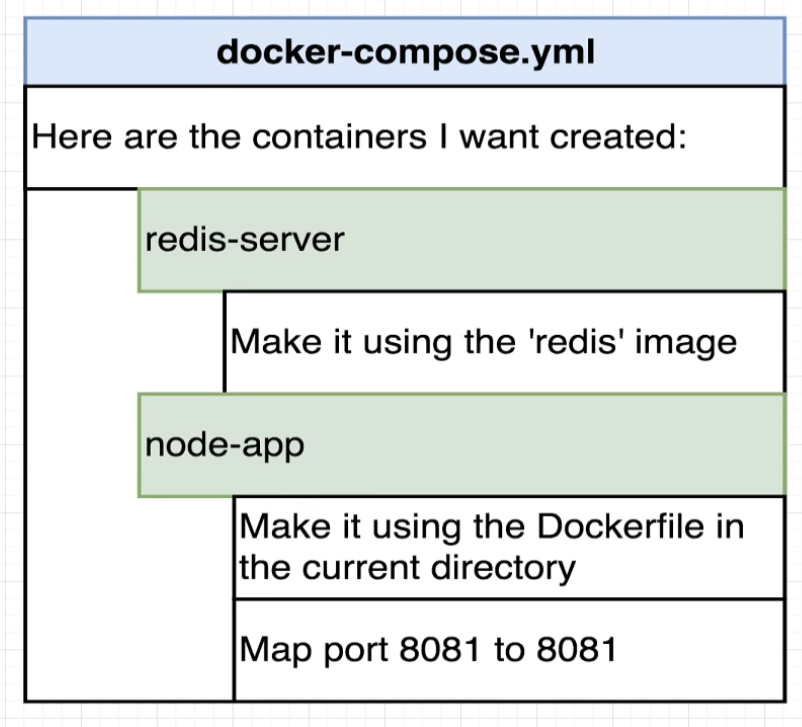 docker-compose.yml
Here are the containers I want created:
redis-server
Make it using the 'redis' image
node-app
Make it using the Dockerfile in
the current directory
Map port 8081 to 8081